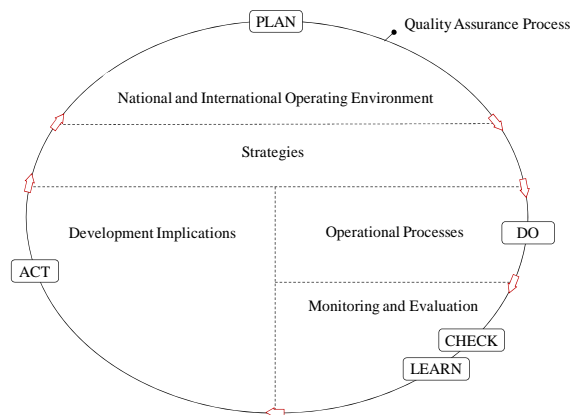 PLAN
Quality Assurance Process
National and International Operating Environment
Strategies
Development Implications
Operational Processes
DO
ACT
Monitoring and Evaluation
CHECK
LEARN